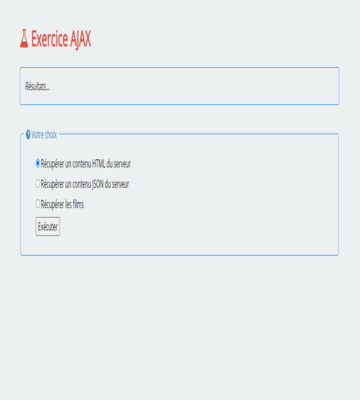 Exercice AJAX
Résultats...
Votre choix
Récupérer un contenu HTML du serveur
Récupérer un contenu JSON du serveur
Récupérer les films
Exécuter